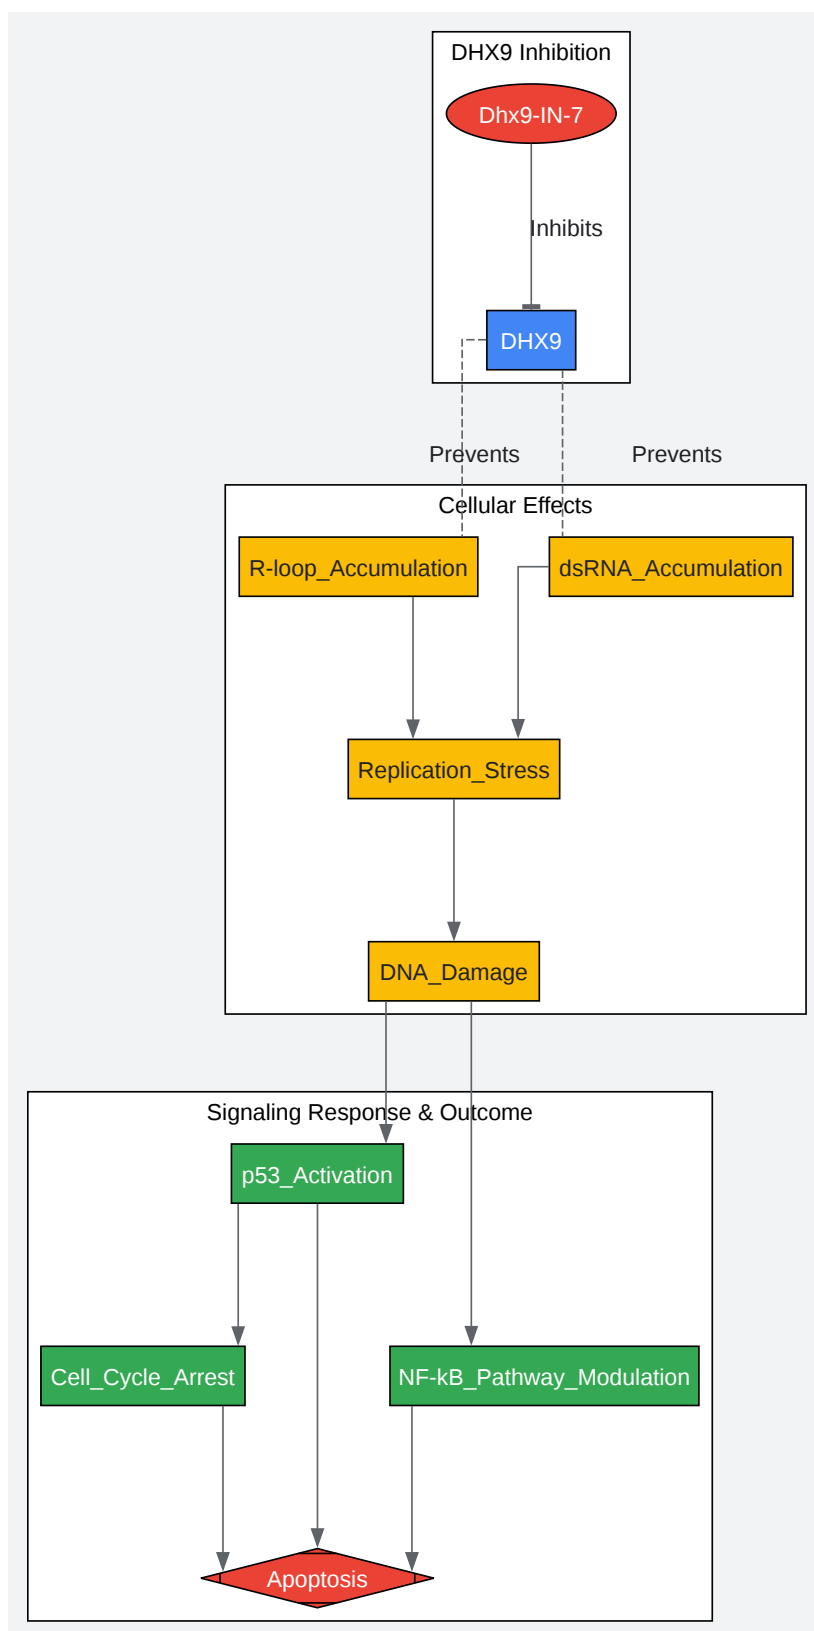 DHX9 Inhibition
Dhx9-IN-7
Inhibits
DHX9
Prevents
Prevents
Cellular Effects
R-loop_Accumulation
dsRNA_Accumulation
Replication_Stress
DNA_Damage
Signaling Response & Outcome
p53_Activation
Cell_Cycle_Arrest
NF-kB_Pathway_Modulation
Apoptosis